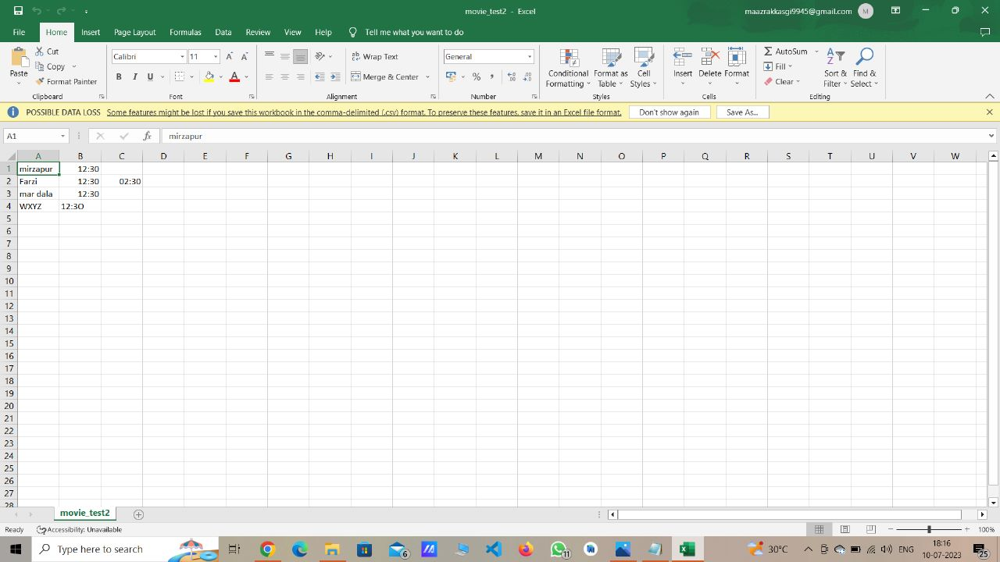 movie_test2 - Excel
maazrakkasgi9945@gmail.com M
File Home Insert Page Layout Formulas Data Review View Help Tell me what you want to do
Paste
Cut
Copy
Format Painter
Clipboard
Calibri 11 A A
B I U A
Font
ab Wrap Text
Merge & Center
Alignment
General
% ,
Number
Conditional Formatting
Format as Table
Cell Styles
Styles
Insert Delete Format
Cells
AutoSum
Fill
Clear
Sort & Filter
Find & Select
Editing
POSSIBLE DATA LOSS Some features might be lost if you save this workbook in the comma-delimited (.csv) format. To preserve these features, save it in an Excel file format. Don't show again Save As...
A1 fx mirzapur
A B C D E F G H I J K L M N O P Q R S T U V W
1 mirzapur 12:30
2 Farzi 12:30 02:30
3 mar dala 12:30
4 WXYZ 12:3O
5
6
7
8
9
10
11
12
13
14
15
16
17
18
19
20
21
22
23
24
25
26
27
28
movie_test2
Ready Accessibility: Unavailable 100%
Type here to search 6 11 30°C ENG 18:16
10-07-2023 25